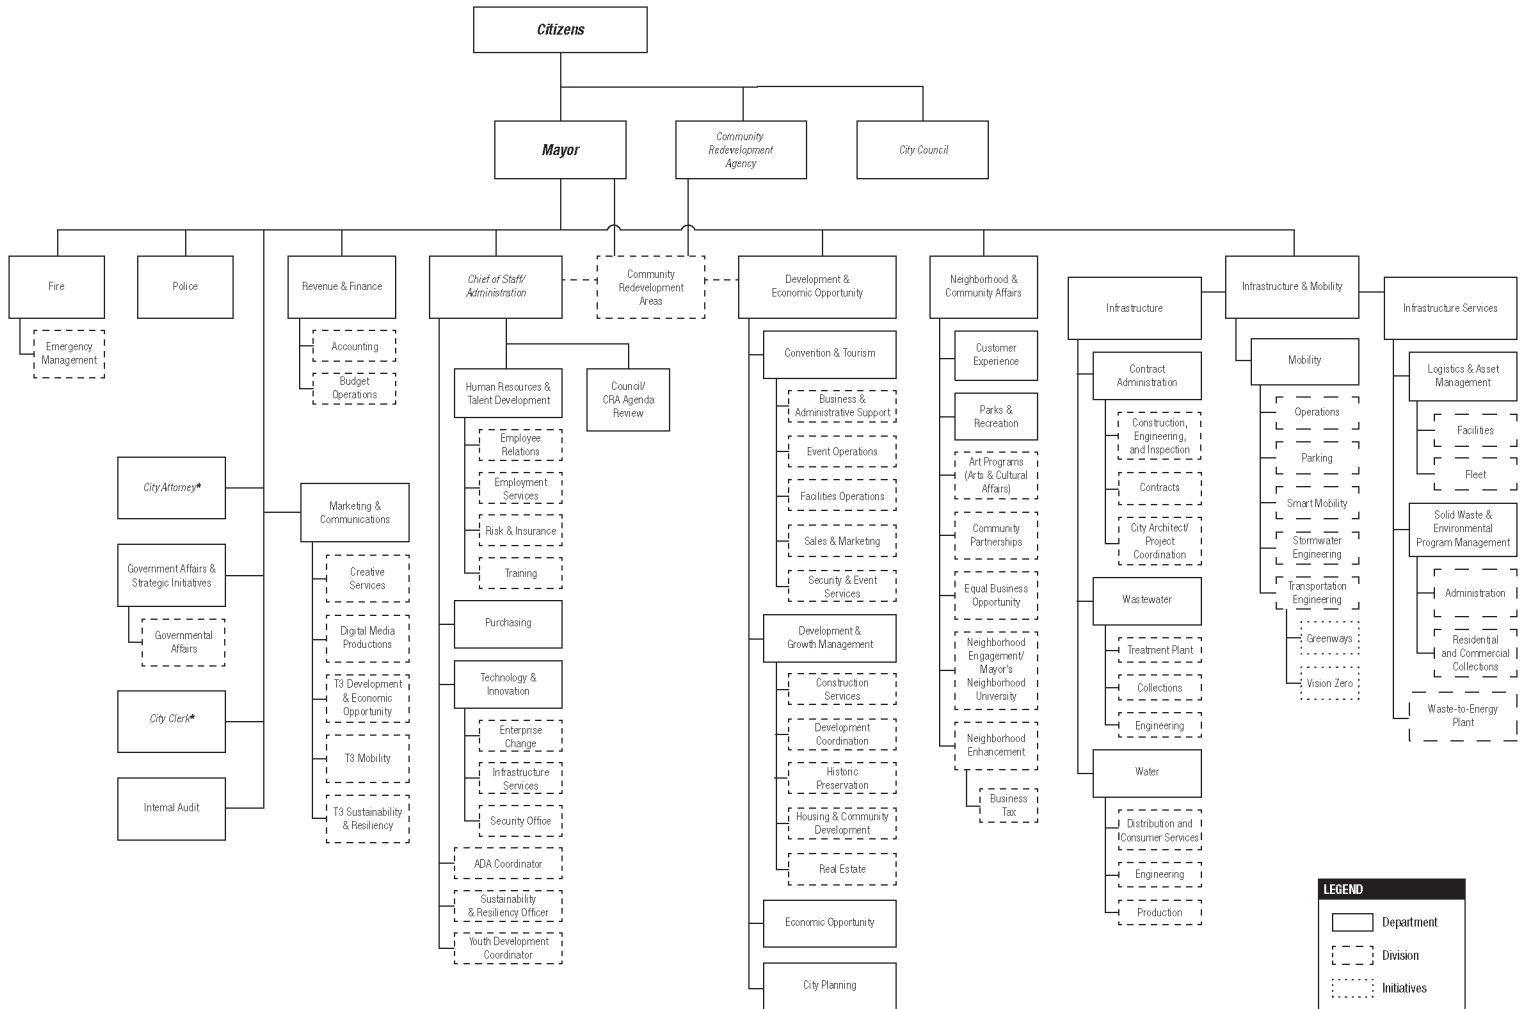 Citizens
Mayor
Community
Redevelopment
Agency
City Council
Fire
Emergency
Management
Police
Revenue & Finance
Accounting
Budget
Operations
City Attorney*
Government Affairs &
Strategic Initiatives
Governmental
Affairs
City Clerk*
Internal Audit
Marketing &
Communications
Creative
Services
Digital Media
Productions
T3 Development
& Economic
Opportunity
T3 Mobility
T3 Sustainability
& Resiliency
Chief of Staff/
Administration
Human Resources &
Talent Development
Employee
Relations
Employment
Services
Risk & Insurance
Training
Council/
CRA Agenda
Review
Purchasing
Technology &
Innovation
Enterprise
Change
Infrastructure
Services
Security Office
ADA Coordinator
Sustainability
& Resiliency Officer
Youth Development
Coordinator
Community
Redevelopment
Areas
Development &
Economic Opportunity
Convention & Tourism
Business &
Administrative Support
Event Operations
Facilities Operations
Sales & Marketing
Security & Event
Services
Development &
Growth Management
Construction
Services
Development
Coordination
Historic
Preservation
Housing & Community
Development
Real Estate
Economic Opportunity
City Planning
Neighborhood &
Community Affairs
Customer
Experience
Parks &
Recreation
Art Programs
(Arts & Cultural
Affairs)
Community
Partnerships
Equal Business
Opportunity
Neighborhood
Engagement/
Mayor's
Neighborhood
University
Neighborhood
Enhancement
Business
Tax
Infrastructure & Mobility
Infrastructure
Contract
Administration
Construction,
Engineering,
and Inspection
Contracts
City Architect/
Project
Coordination
Wastewater
Treatment Plant
Collections
Engineering
Water
Distribution and
Consumer Services
Engineering
Production
Mobility
Operations
Parking
Smart Mobility
Stormwater
Engineering
Transportation
Engineering
Greenways
Vision Zero
Infrastructure Services
Logistics & Asset
Management
Facilities
Fleet
Solid Waste &
Environmental
Program Management
Administration
Residential
and Commercial
Collections
Waste-to-Energy
Plant
LEGEND
Department
Division
Initiatives